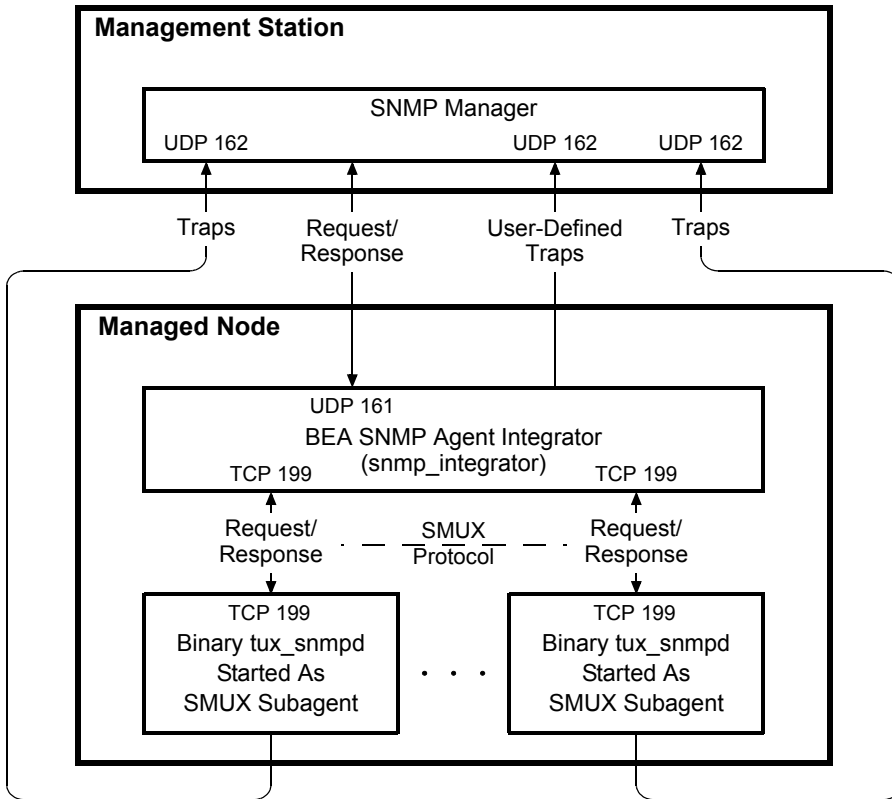 Management Station
SNMP Manager
UDP 162
UDP 162
UDP 162
Traps
Request/
Response
User-Defined
Traps
Traps
Managed Node
UDP 161
BEA SNMP Agent Integrator
(snmp_integrator)
TCP 199
TCP 199
Request/
Response
SMUX
Protocol
Request/
Response
TCP 199
Binary tux_snmpd
Started As
SMUX Subagent
. . .
TCP 199
Binary tux_snmpd
Started As
SMUX Subagent